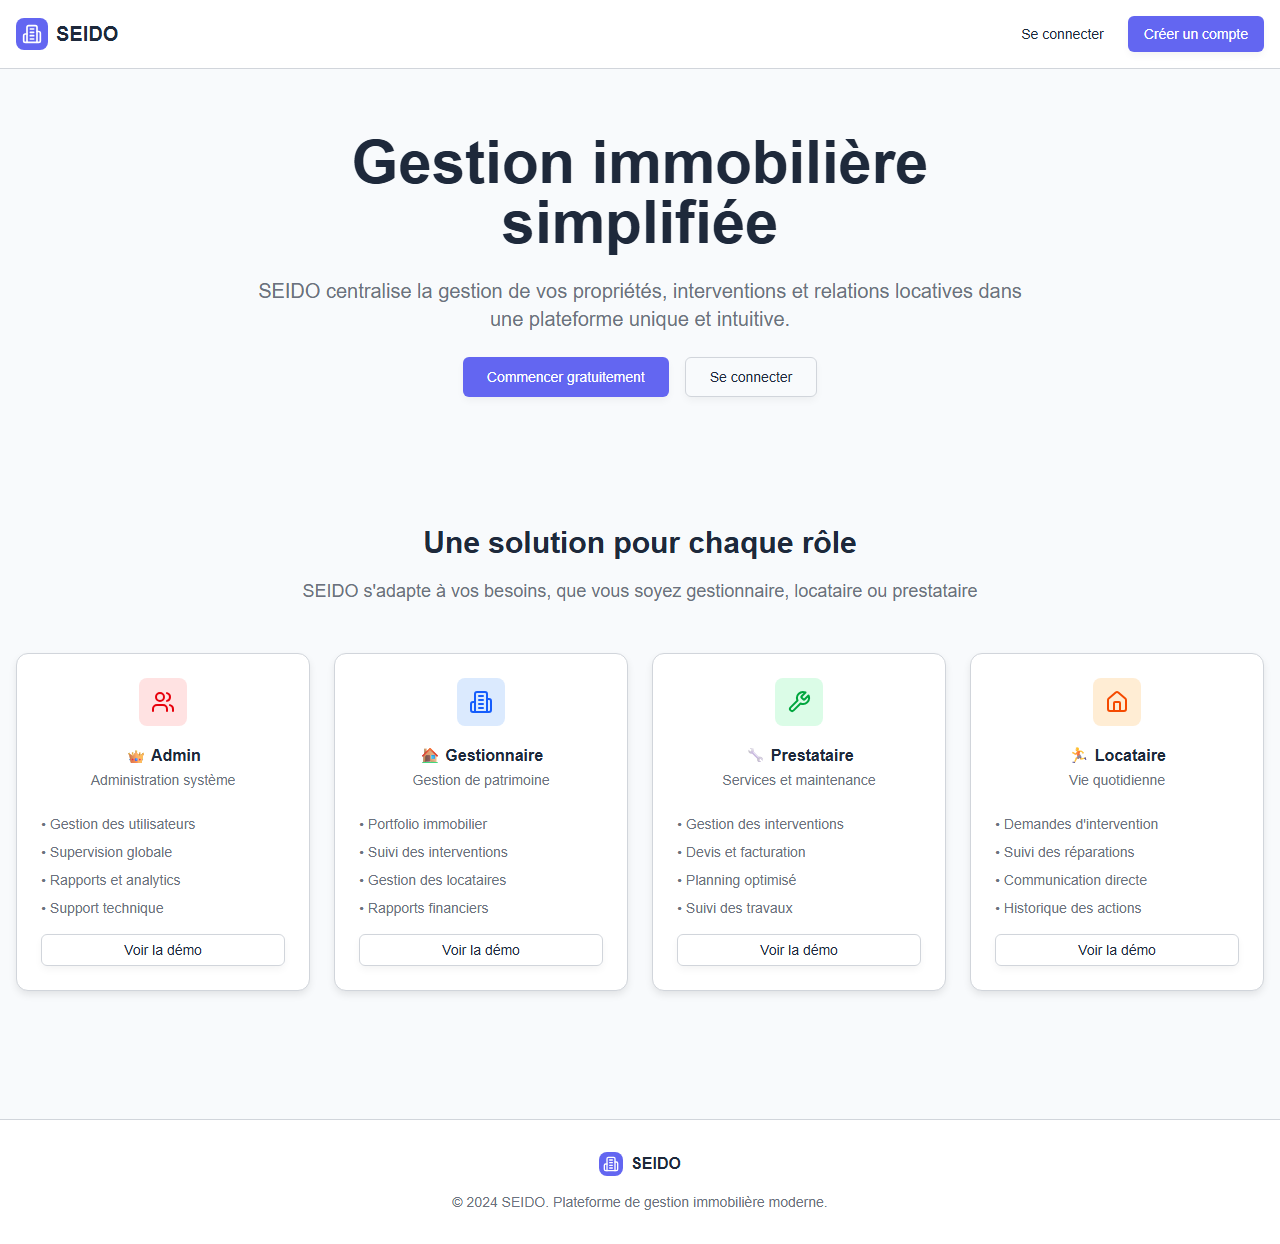 SEIDO
Se connecter
Créer un compte
Gestion immobilière
simplifiée
SEIDO centralise la gestion de vos propriétés, interventions et relations locatives dans
une plateforme unique et intuitive.
Commencer gratuitement
Se connecter
Une solution pour chaque rôle
SEIDO s'adapte à vos besoins, que vous soyez gestionnaire, locataire ou prestataire
👑 Admin
Administration système
• Gestion des utilisateurs
• Supervision globale
• Rapports et analytics
• Support technique
Voir la démo
🏠 Gestionnaire
Gestion de patrimoine
• Portfolio immobilier
• Suivi des interventions
• Gestion des locataires
• Rapports financiers
Voir la démo
🔧 Prestataire
Services et maintenance
• Gestion des interventions
• Devis et facturation
• Planning optimisé
• Suivi des travaux
Voir la démo
🏃 Locataire
Vie quotidienne
• Demandes d'intervention
• Suivi des réparations
• Communication directe
• Historique des actions
Voir la démo
SEIDO
© 2024 SEIDO. Plateforme de gestion immobilière moderne.